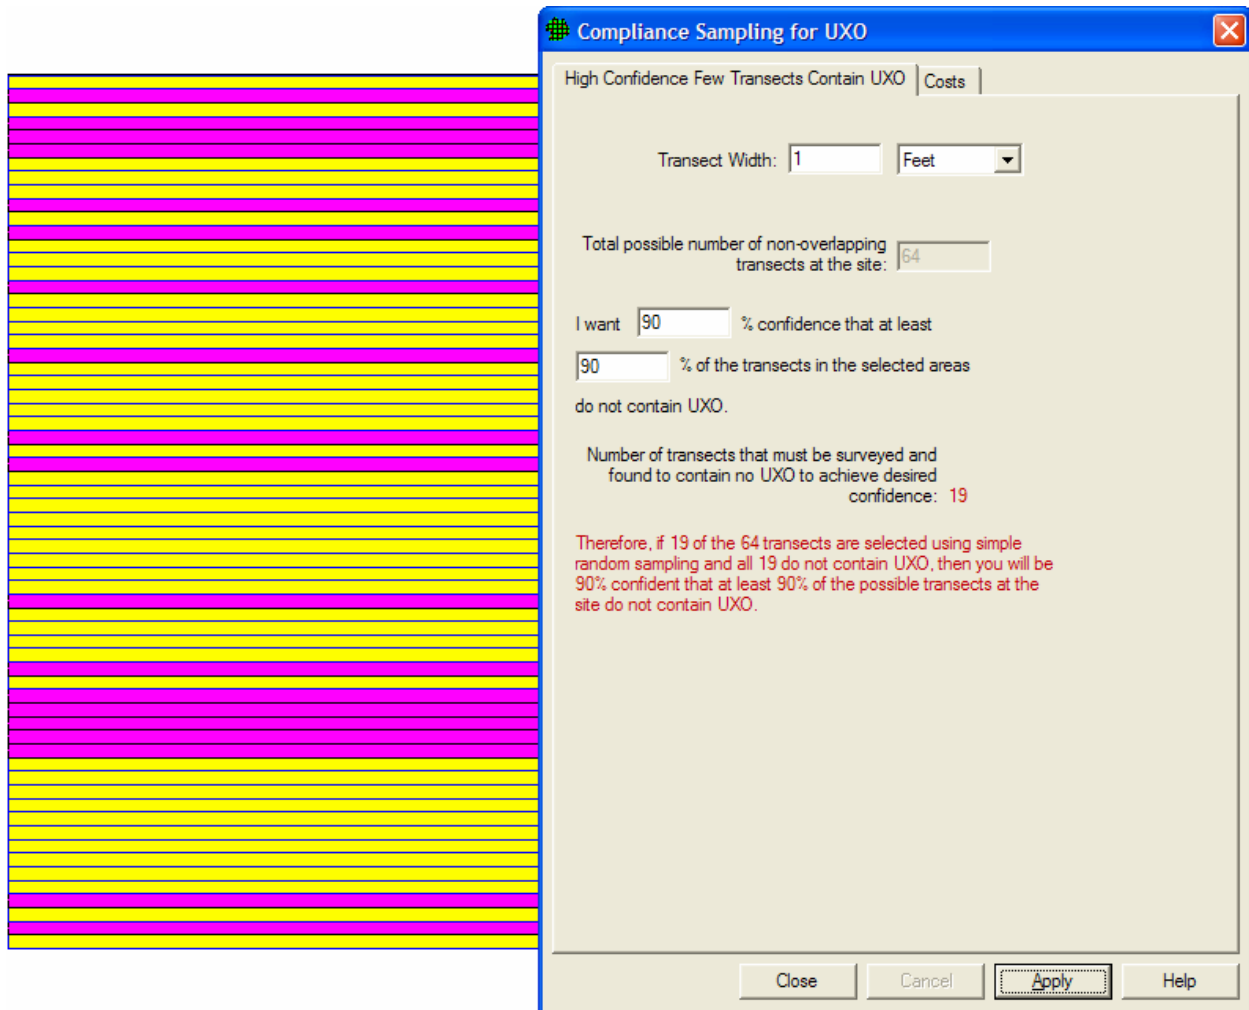 Compliance Sampling for UXO
High Confidence Few Transects Contain UXO
Costs
Transect Width: 1 Feet
Total possible number of non-overlapping
transects at the site: 64
I want 90 % confidence that at least
90 % of the transects in the selected areas
do not contain UXO.
Number of transects that must be surveyed and
found to contain no UXO to achieve desired
confidence: 19
Therefore, if 19 of the 64 transects are selected using simple
random sampling and all 19 do not contain UXO, then you will be
90% confident that at least 90% of the possible transects at the
site do not contain UXO.
Close Cancel Apply Help